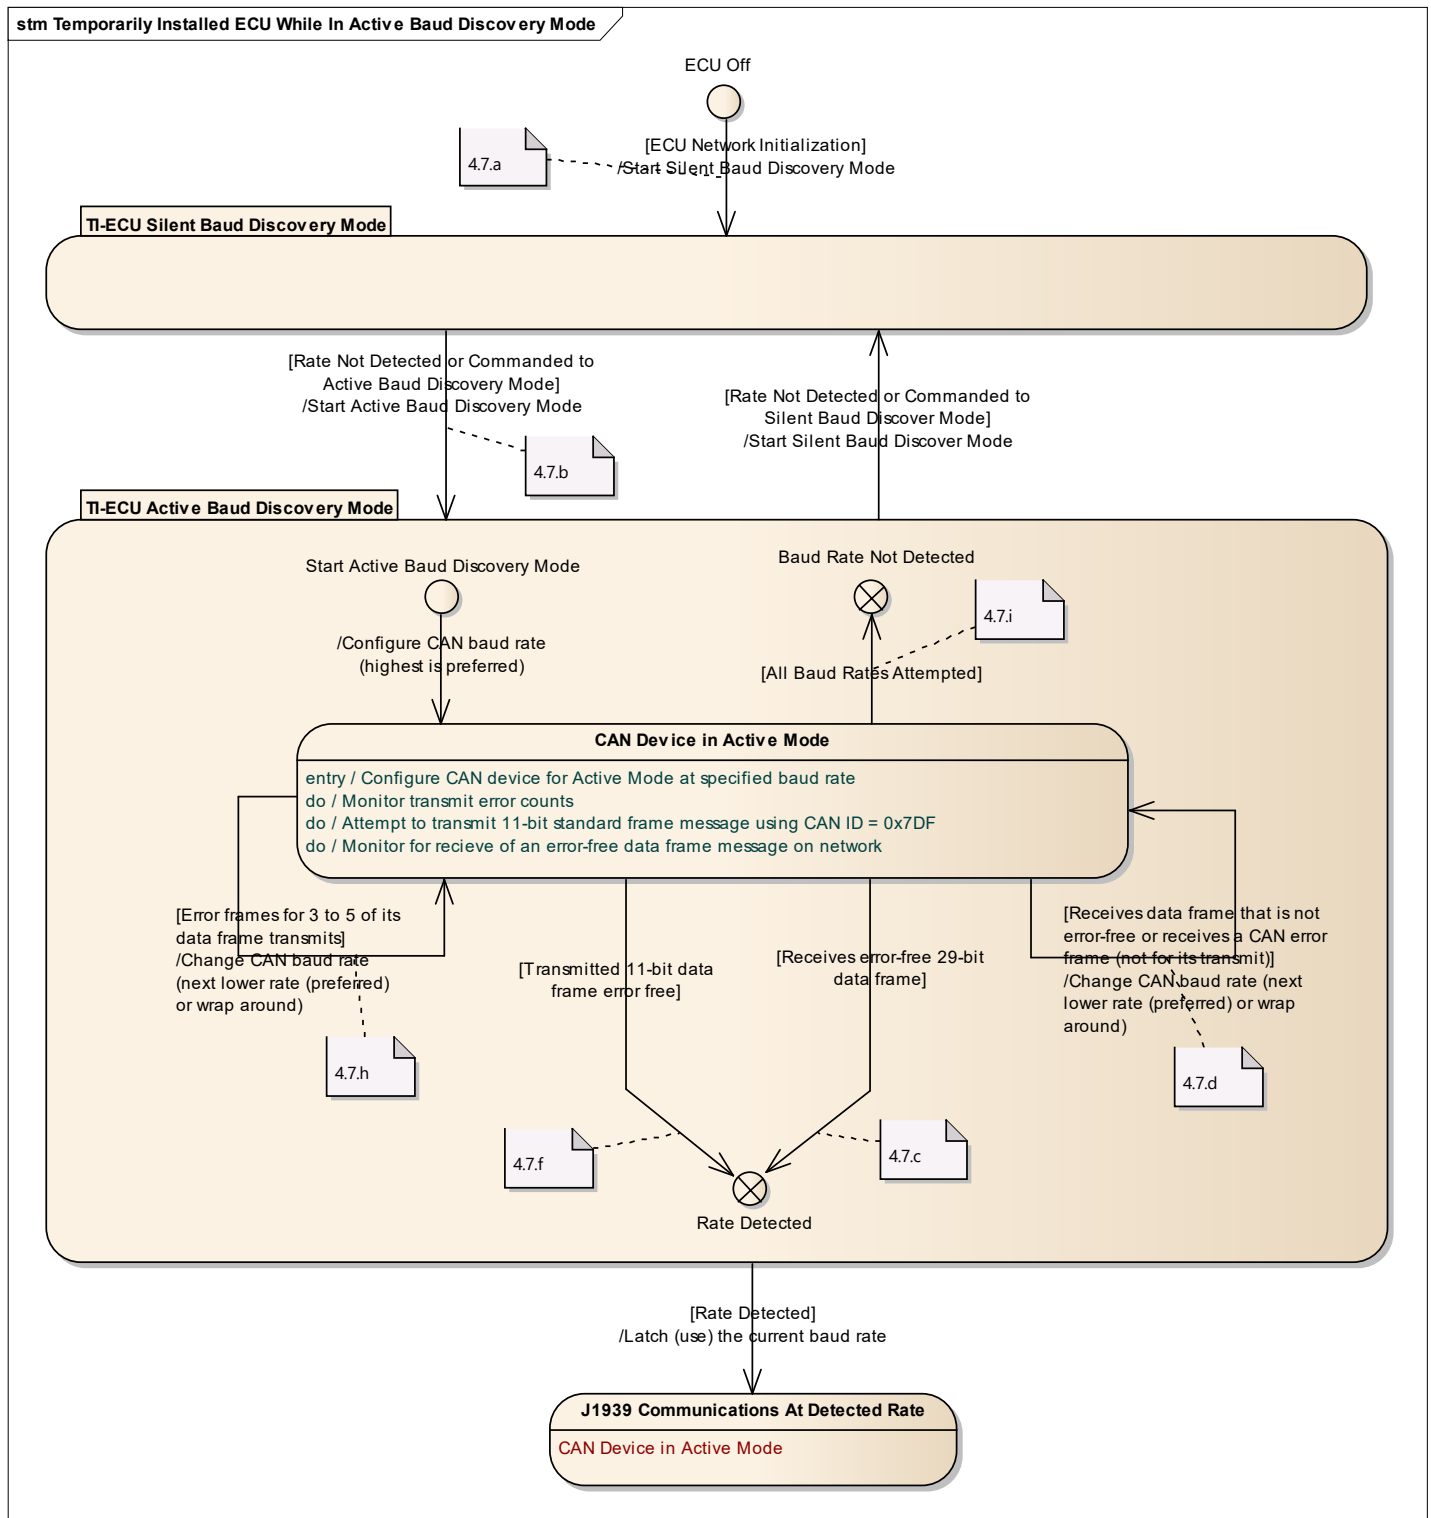 stm Temporarily Installed ECU While In Active Baud Discovery Mode
ECU Off
[ECU Network Initialization]
/Start Silent Baud Discovery Mode
4.7.a
TI-ECU Silent Baud Discovery Mode
[Rate Not Detected or Commanded to
Active Baud Discovery Mode]
/Start Active Baud Discovery Mode
4.7.b
[Rate Not Detected or Commanded to
Silent Baud Discover Mode]
/Start Silent Baud Discover Mode
TI-ECU Active Baud Discovery Mode
Start Active Baud Discovery Mode
/Configure CAN baud rate
(highest is preferred)
Baud Rate Not Detected
4.7.i
[All Baud Rates Attempted]
CAN Device in Active Mode
entry / Configure CAN device for Active Mode at specified baud rate
do / Monitor transmit error counts
do / Attempt to transmit 11-bit standard frame message using CAN ID = 0x7DF
do / Monitor for recieve of an error-free data frame message on network
[Error frames for 3 to 5 of its
data frame transmits]
/Change CAN baud rate
(next lower rate (preferred)
or wrap around)
4.7.h
[Transmitted 11-bit data
frame error free]
4.7.f
[Receives error-free 29-bit
data frame]
4.7.c
[Receives data frame that is not
error-free or receives a CAN error
frame (not for its transmit)]
/Change CAN baud rate (next
lower rate (preferred) or wrap
around)
4.7.d
Rate Detected
[Rate Detected]
/Latch (use) the current baud rate
J1939 Communications At Detected Rate
CAN Device in Active Mode